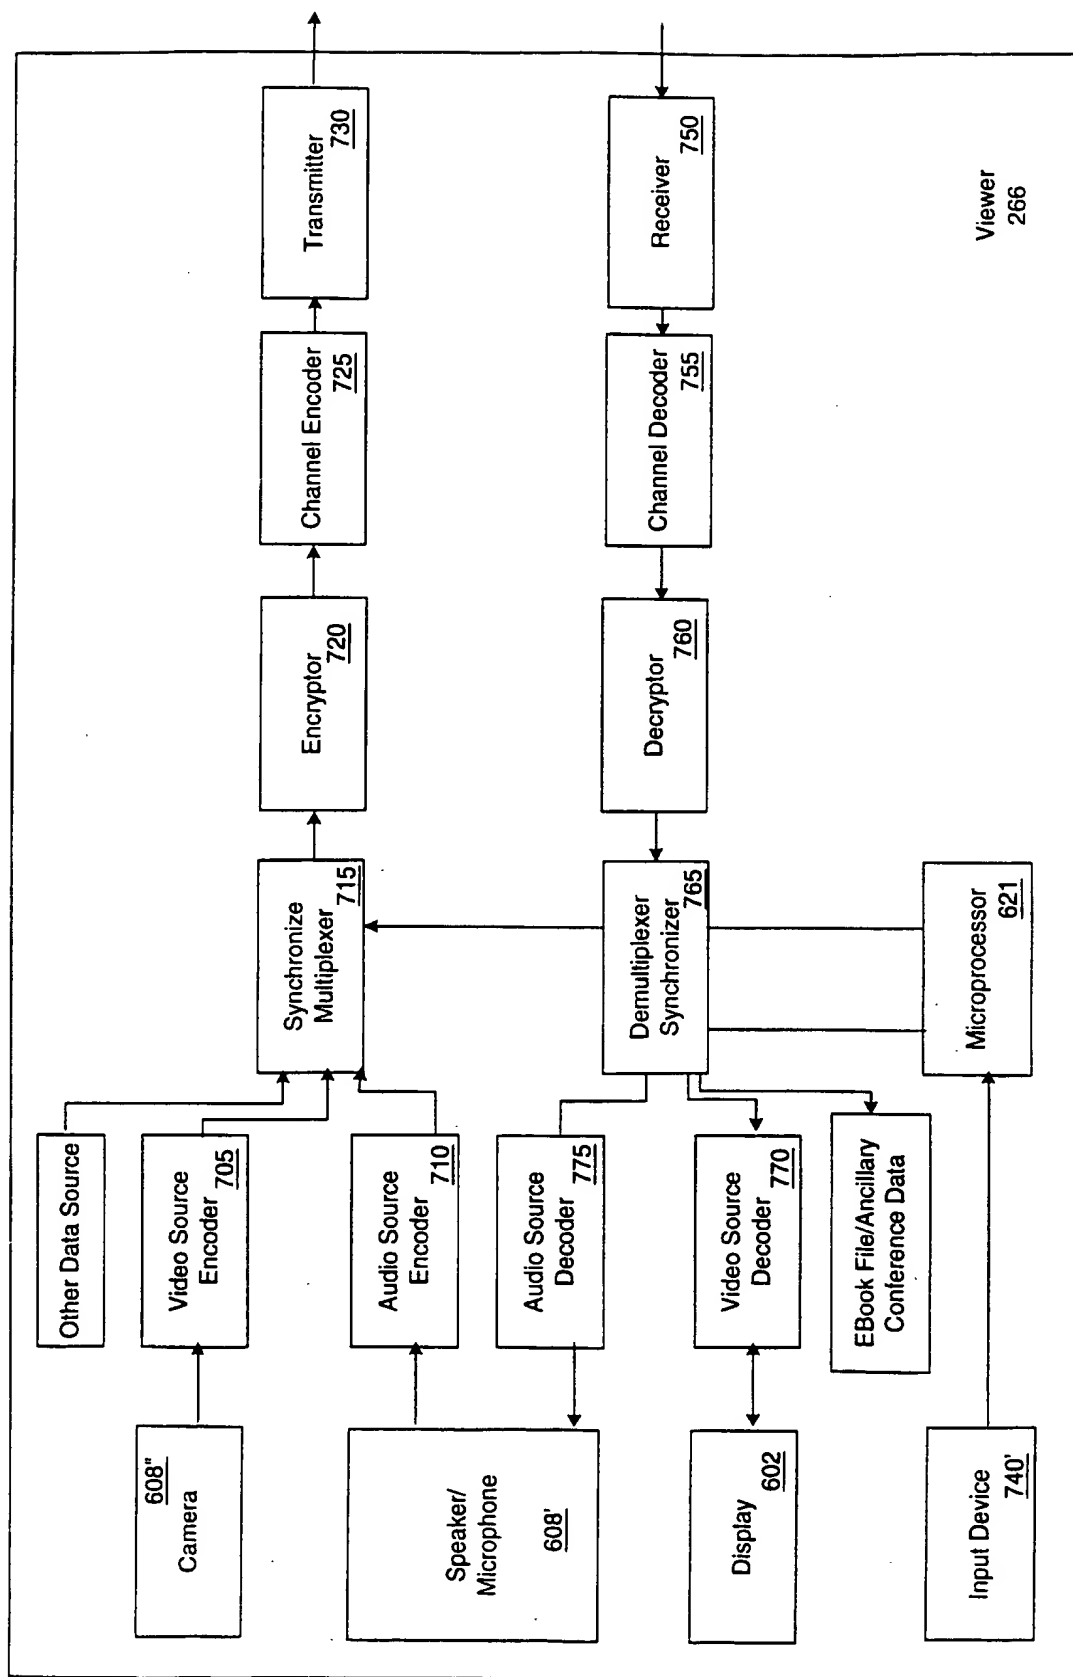 Camera
608"
Speaker/
Microphone
608'
Display
602
Input Device
740'
Other Data Source
Video Source
Encoder
705
Audio Source
Encoder
710
Audio Source
Decoder
775
Video Source
Decoder
770
EBook File/Ancillary
Conference Data
Synchronize
Multiplexer
715
Demultiplexer
Synchronizer
765
Microprocessor
621
Encryptor
720
Decryptor
760
Channel Encoder
725
Channel Decoder
755
Transmitter
730
Receiver
750
Viewer
266